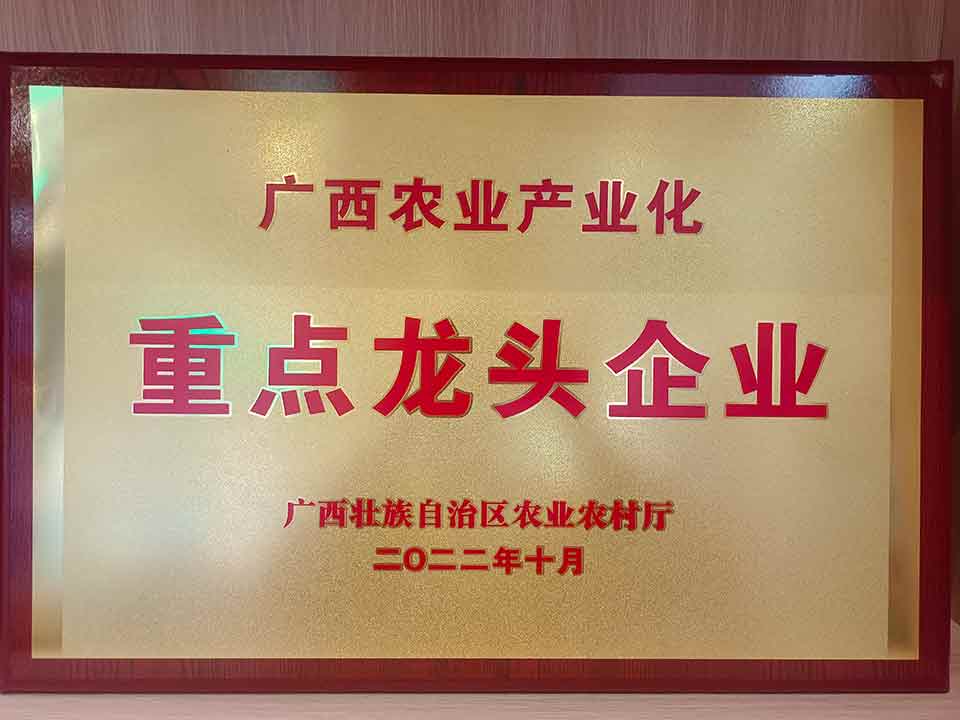 广西农业产业化
重点龙头企业
广西壮族自治区农业农村厅
二〇二二年十月